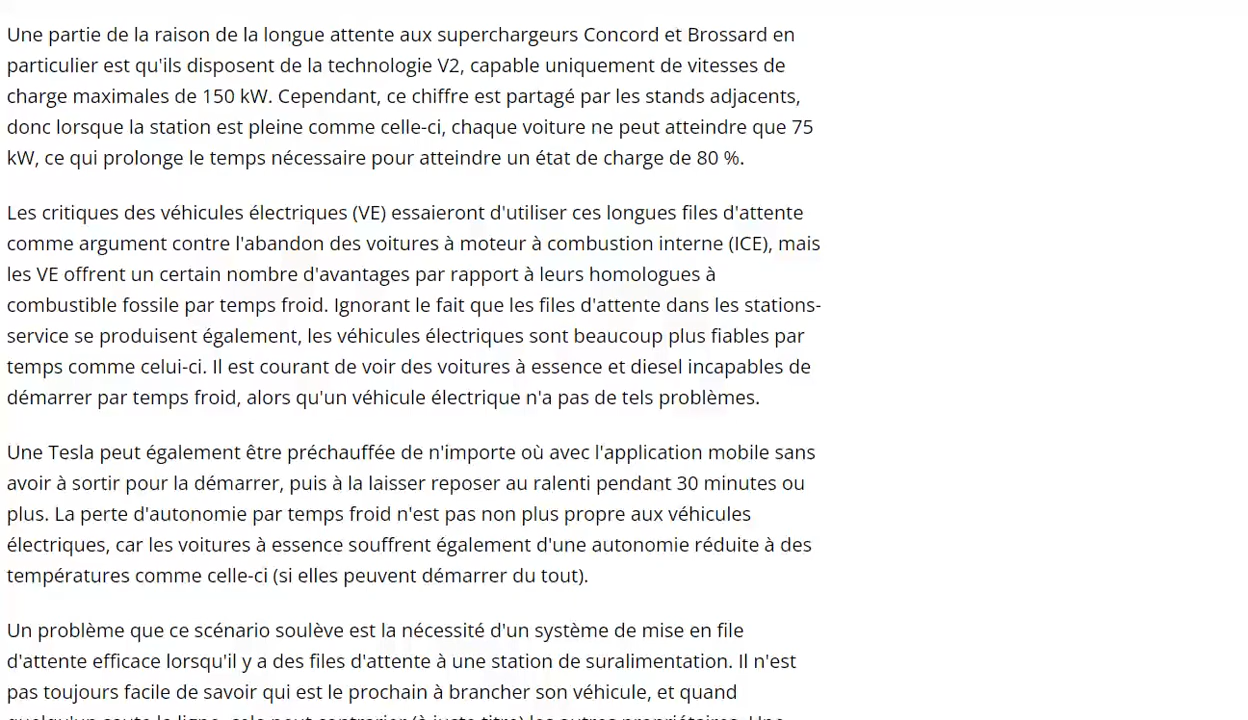 Une partie de la raison de la longue attente aux superchargeurs Concord et Brossard en
particulier est qu'ils disposent de la technologie V2, capable uniquement de vitesses de
charge maximales de 150 kW. Cependant, ce chiffre est partagé par les stands adjacents,
donc lorsque la station est pleine comme celle-ci, chaque voiture ne peut atteindre que 75
kW, ce qui prolonge le temps nécessaire pour atteindre un état de charge de 80 %.
Les critiques des véhicules électriques (VE) essaieront d'utiliser ces longues files d'attente
comme argument contre l'abandon des voitures à moteur à combustion interne (ICE), mais
les VE offrent un certain nombre d'avantages par rapport à leurs homologues à
combustible fossile par temps froid. Ignorant le fait que les files d'attente dans les stations-
service se produisent également, les véhicules électriques sont beaucoup plus fiables par
temps comme celui-ci. Il est courant de voir des voitures à essence et diesel incapables de
démarrer par temps froid, alors qu'un véhicule électrique n'a pas de tels problèmes.
Une Tesla peut également être préchauffée de n'importe où avec l'application mobile sans
avoir à sortir pour la démarrer, puis à la laisser reposer au ralenti pendant 30 minutes ou
plus. La perte d'autonomie par temps froid n'est pas non plus propre aux véhicules
électriques, car les voitures à essence souffrent également d'une autonomie réduite à des
températures comme celle-ci (si elles peuvent démarrer du tout).
Un problème que ce scénario soulève est la nécessité d'un système de mise en file
d'attente efficace lorsqu'il y a des files d'attente à une station de suralimentation. Il n'est
pas toujours facile de savoir qui est le prochain à brancher son véhicule, et quand
quelqu'un saute la ligne, cela peut contrarier (à juste titre) les autres propriétaires. Une